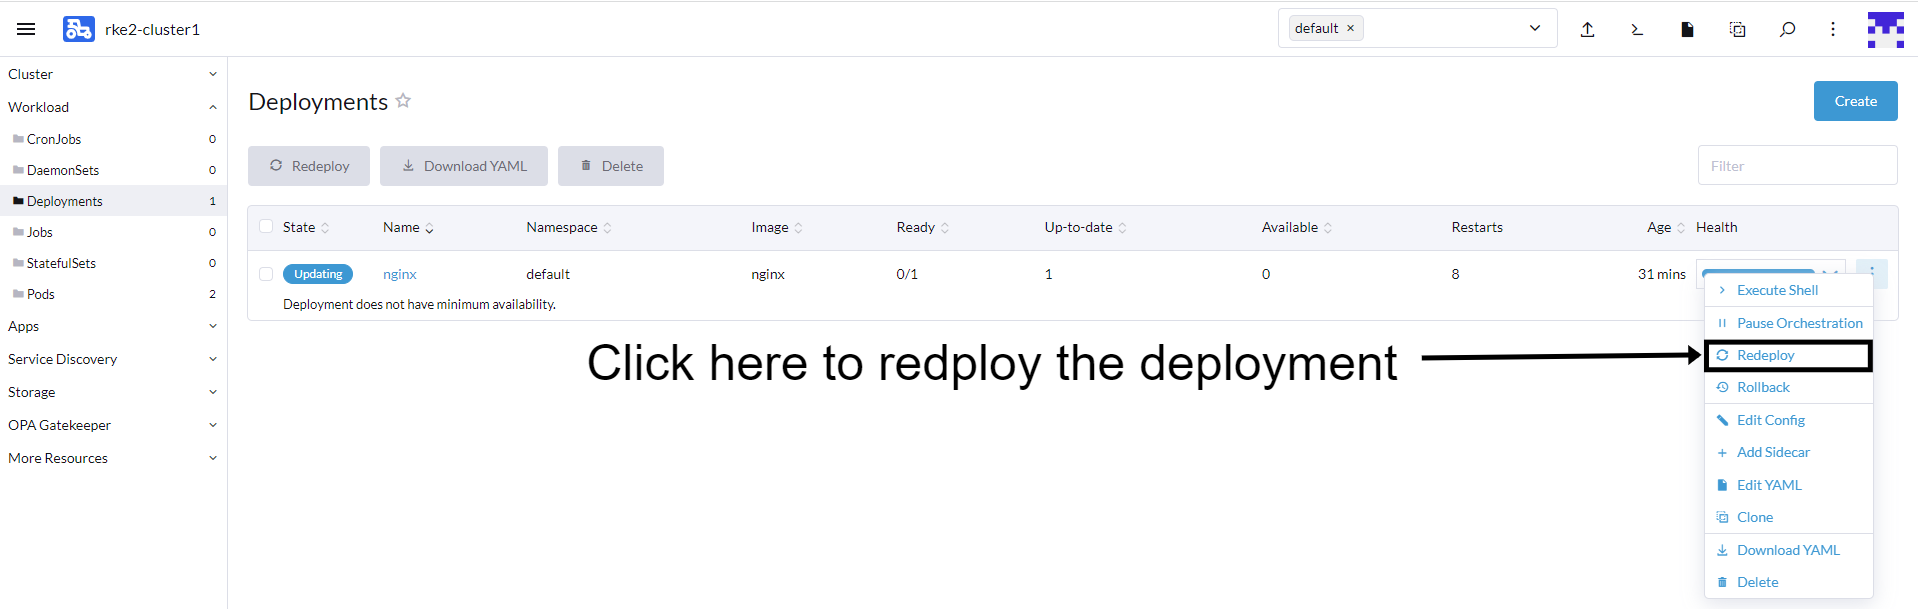 rke2-cluster1
default ×
Cluster
Workload
CronJobs 0
DaemonSets 0
Deployments 1
Jobs 0
StatefulSets 0
Pods 2
Apps
Service Discovery
Storage
OPA Gatekeeper
More Resources
Deployments
Create
Redeploy Download YAML Delete
Filter
State Name Namespace Image Ready Up-to-date Available Restarts Age Health
Updating nginx default nginx 0/1 1 0 8 31 mins
Deployment does not have minimum availability.
Click here to redploy the deployment
Execute Shell
Pause Orchestration
Redeploy
Rollback
Edit Config
Add Sidecar
Edit YAML
Clone
Download YAML
Delete